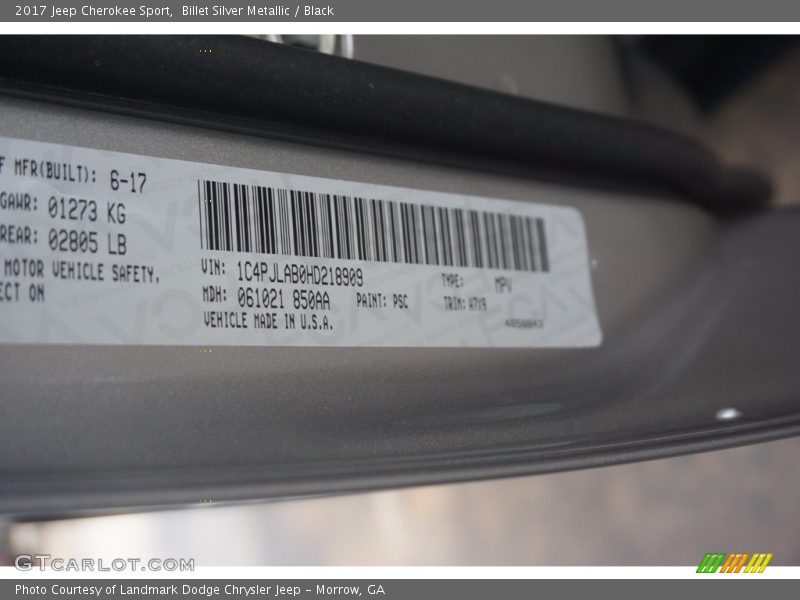 2017 Jeep Cherokee Sport, Billet Silver Metallic / Black
F MFR(BUILT): 6-17
GAWR: 01273 KG
REAR: 02805 LB
MOTOR VEHICLE SAFETY,
ECT ON
VIN: 1C4PJLAB0HD218909
MDH: 061021 850AA PAINT: PSC
VEHICLE MADE IN U.S.A.
TYPE: MPV
TRIM: A7X9
4650843
GTCARLOT.COM
Photo Courtesy of Landmark Dodge Chrysler Jeep – Morrow, GA